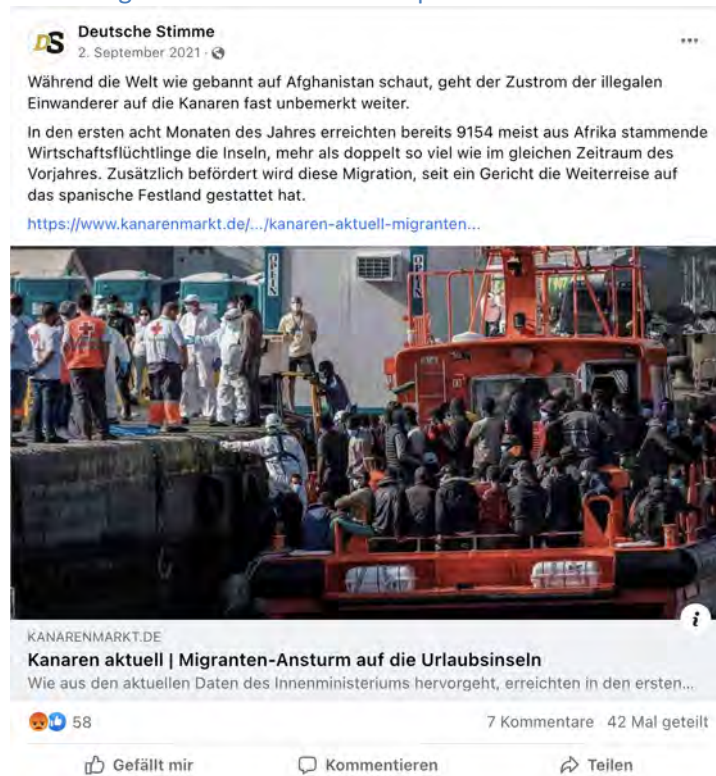 DS
Deutsche Stimme
2. September 2021 ·
Während die Welt wie gebannt auf Afghanistan schaut, geht der Zustrom der illegalen
Einwanderer auf die Kanaren fast unbemerkt weiter.
In den ersten acht Monaten des Jahres erreichten bereits 9154 meist aus Afrika stammende
Wirtschaftsflüchtlinge die Inseln, mehr als doppelt so viel wie im gleichen Zeitraum des
Vorjahres. Zusätzlich befördert wird diese Migration, seit ein Gericht die Weiterreise auf
das spanische Festland gestattet hat.
https://www.kanarenmarkt.de/.../kanaren-aktuell-migranten...
OPEIN
OPEIN
i
KANARENMARKT.DE
Kanaren aktuell | Migranten-Ansturm auf die Urlaubsinseln
Wie aus den aktuellen Daten des Innenministeriums hervorgeht, erreichten in den ersten...
58
7 Kommentare 42 Mal geteilt
Gefällt mir
Kommentieren
Teilen